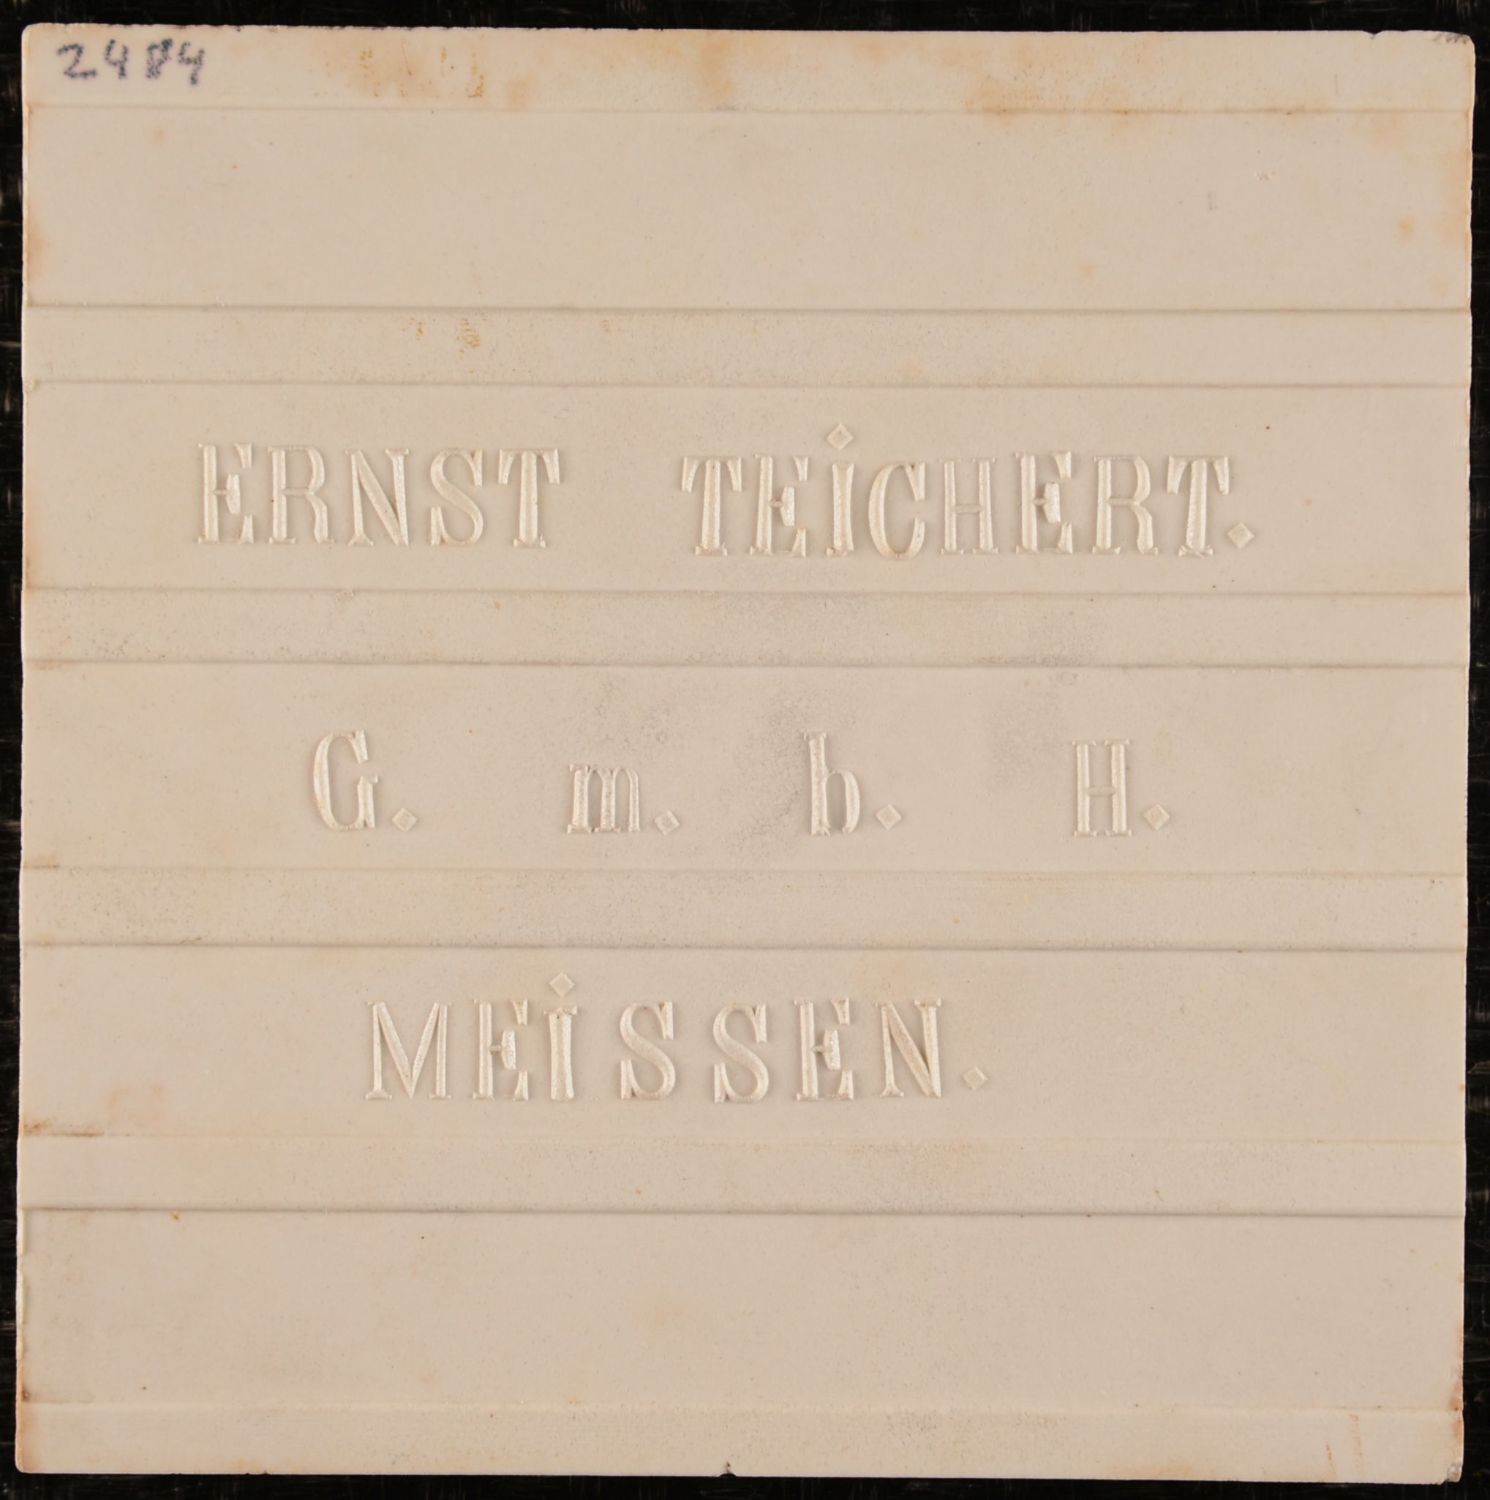 2484
ERNST TEiCHERT.
G. m. b. H.
MEiSSEN.